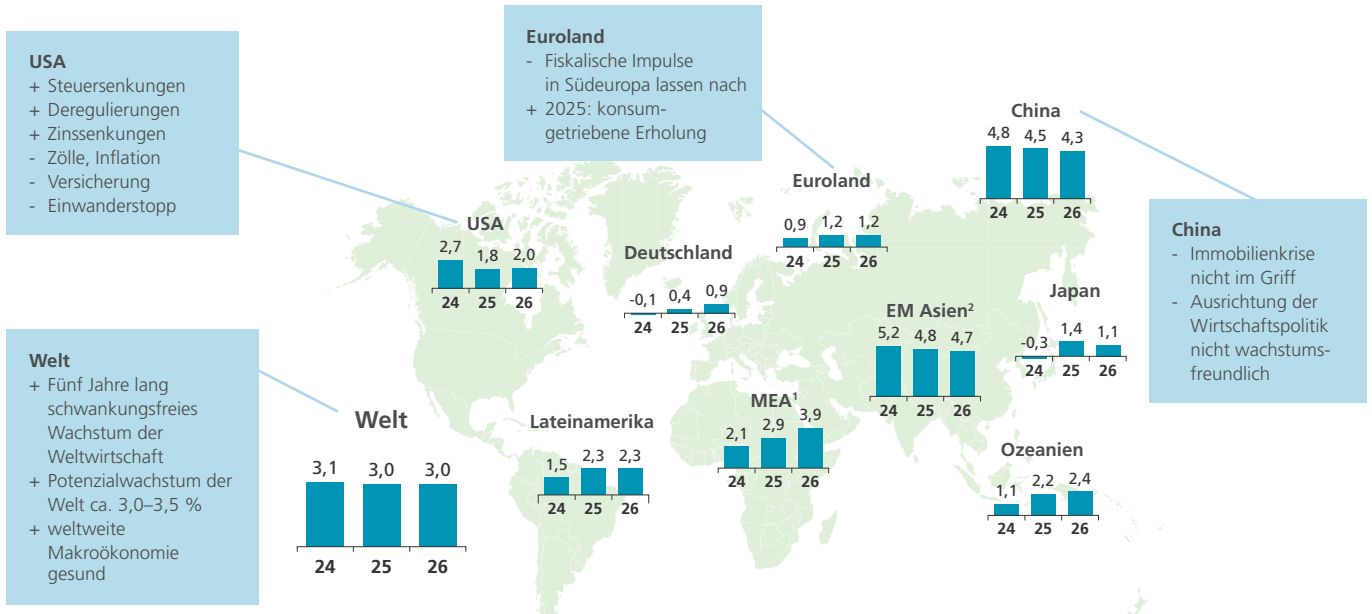 USA
+ Steuersenkungen
+ Deregulierungen
+ Zinssenkungen
- Zölle, Inflation
- Versicherung
- Einwanderstopp
Euroland
- Fiskalische Impulse
in Südeuropa lassen nach
+ 2025: konsum-
getriebene Erholung
China
4,8 4,5 4,3
24 25 26
Euroland
0,9 1,2 1,2
24 25 26
USA
2,7 1,8 2,0
24 25 26
Deutschland
-0,1 0,4 0,9
24 25 26
China
- Immobilienkrise
nicht im Griff
- Ausrichtung der
Wirtschaftspolitik
nicht wachstums-
freundlich
Japan
-0,3 1,4 1,1
24 25 26
EM Asien²
5,2 4,8 4,7
24 25 26
Welt
+ Fünf Jahre lang
schwankungsfreies
Wachstum der
Weltwirtschaft
+ Potenzialwachstum der
Welt ca. 3,0–3,5 %
+ weltweite
Makroökonomie
gesund
Welt
3,1 3,0 3,0
24 25 26
Lateinamerika
1,5 2,3 2,3
24 25 26
MEA¹
2,1 2,9 3,9
24 25 26
Ozeanien
1,1 2,2 2,4
24 25 26